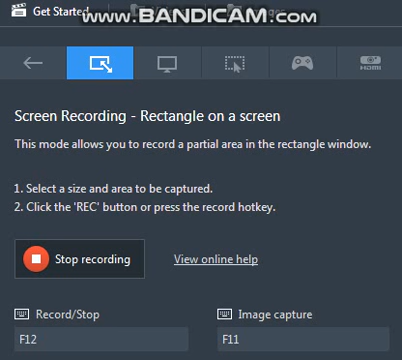 www.BANDICAM.com
Get Started
HDMI
Screen Recording - Rectangle on a screen
This mode allows you to record a partial area in the rectangle window.
1. Select a size and area to be captured.
2. Click the 'REC' button or press the record hotkey.
Stop recording
View online help
Record/Stop
Image capture
F12
F11